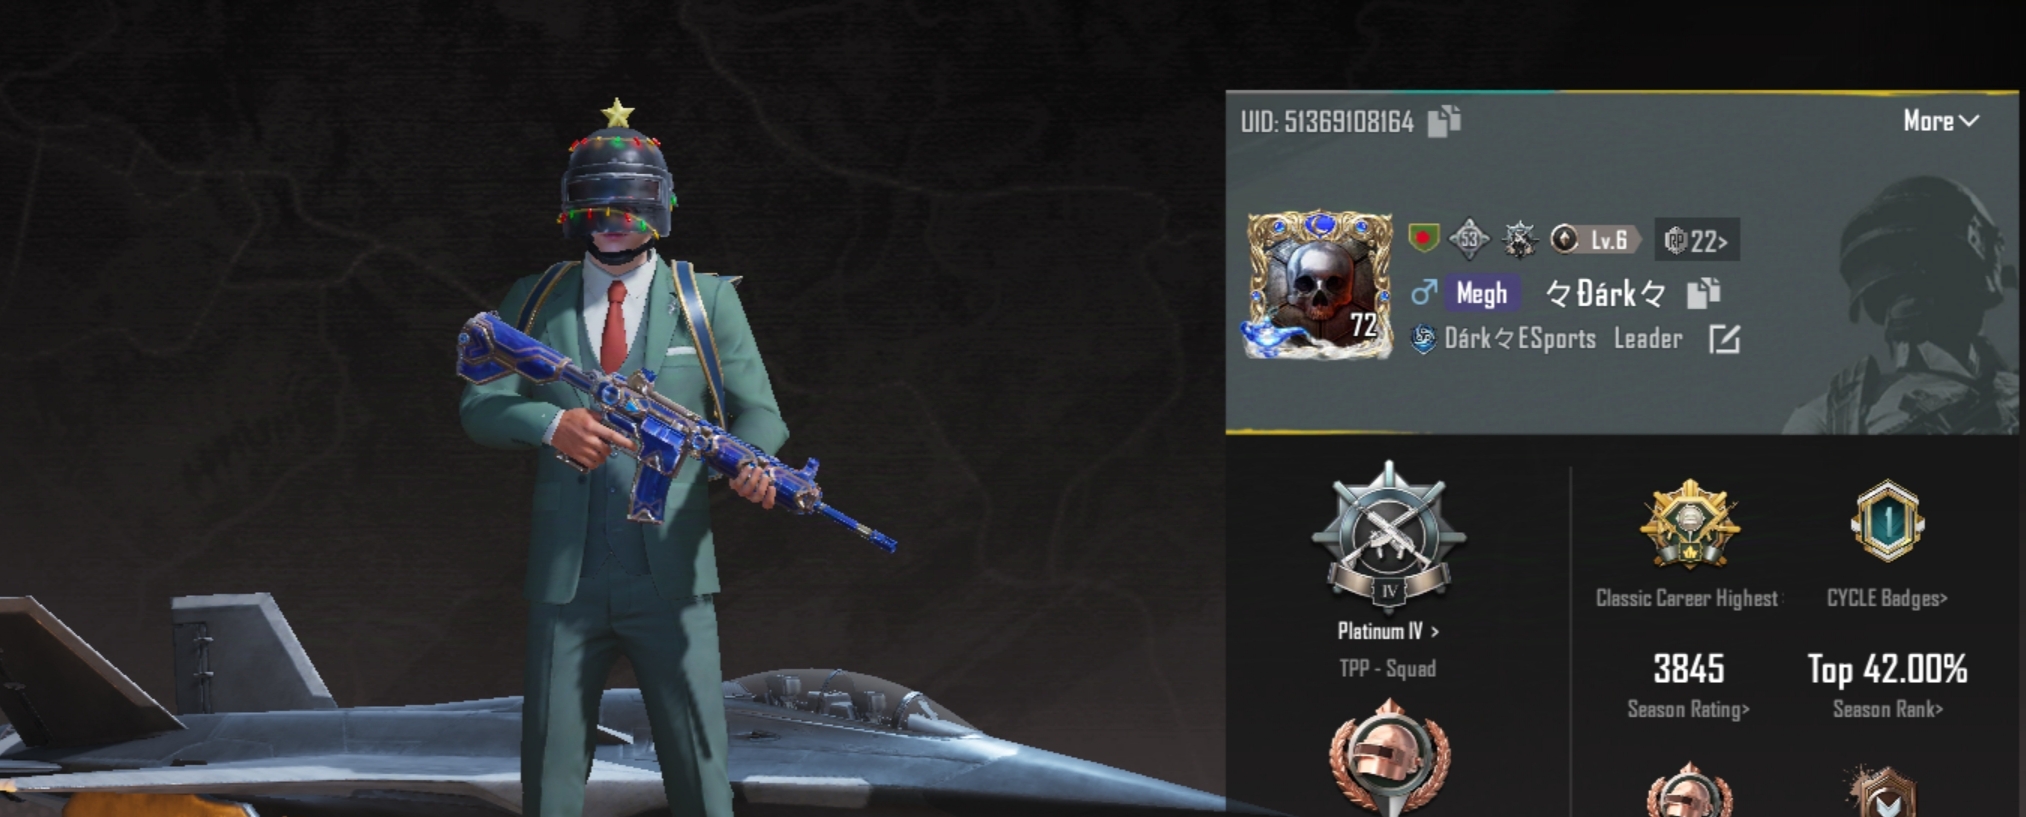 UID: 51369108164
More
53
Lv.6
RP 22>
Megh 々Đárk々
72
Dárk々ESports Leader
IV
1
Platinum IV >
TPP - Squad
Classic Career Highest
CYCLE Badges>
3845
Top 42.00%
Season Rating>
Season Rank>